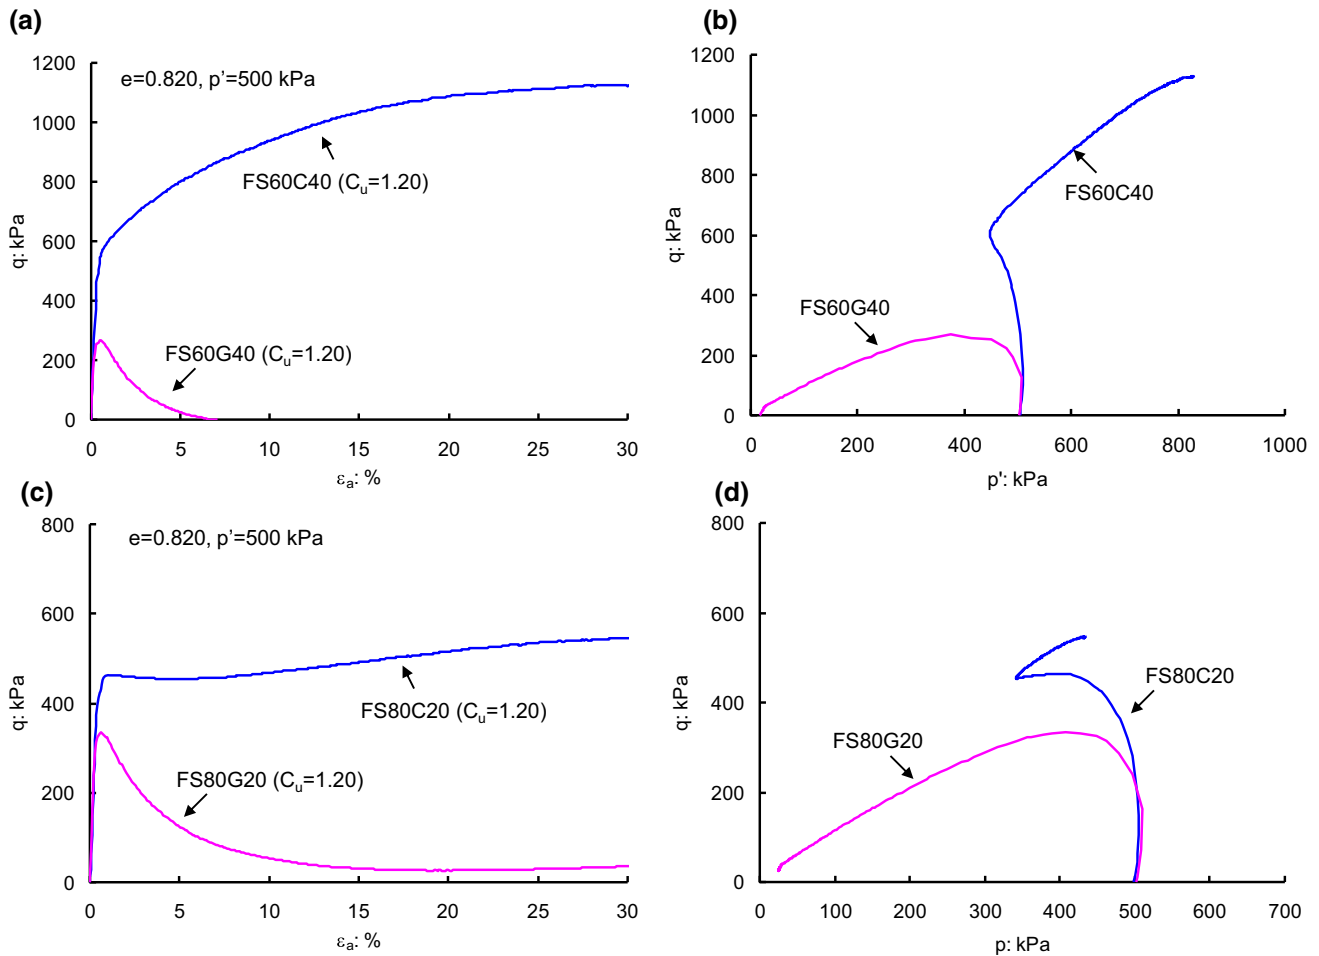 (a)
e=0.820, p’=500 kPa
FS60C40 (Cu=1.20)
FS60G40 (Cu=1.20)
q: kPa
0
200
400
600
800
1000
1200
0 5 10 15 20 25 30
εa: %
(b)
FS60C40
FS60G40
q: kPa
0
200
400
600
800
1000
1200
0 200 400 600 800 1000
p': kPa
(c)
e=0.820, p’=500 kPa
FS80C20 (Cu=1.20)
FS80G20 (Cu=1.20)
q: kPa
0
200
400
600
800
0 5 10 15 20 25 30
εa: %
(d)
FS80C20
FS80G20
q: kPa
0
200
400
600
800
0 100 200 300 400 500 600 700
p: kPa